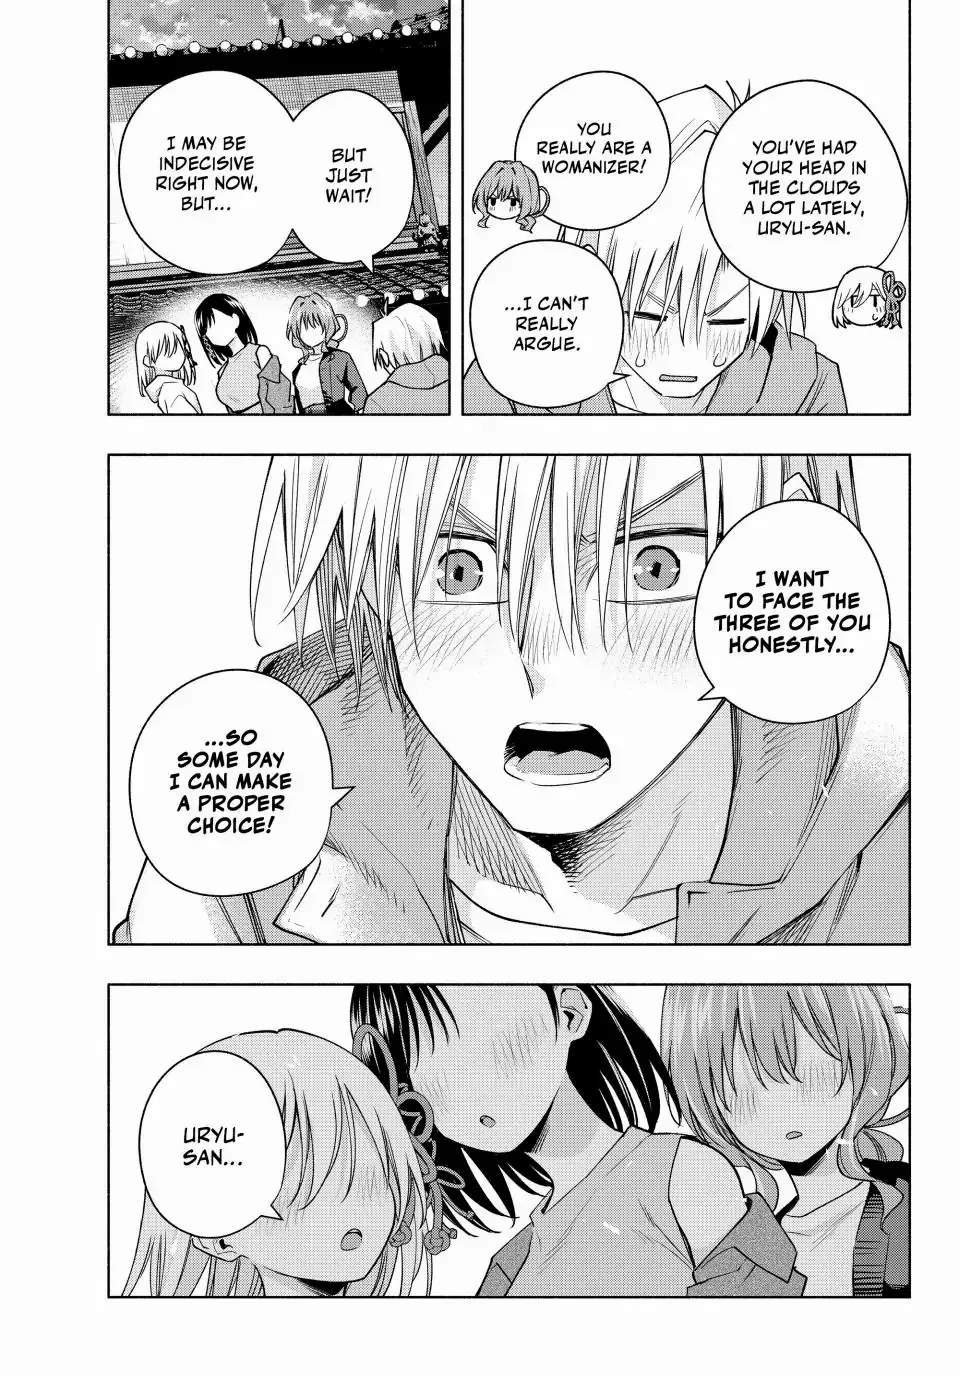 YOU'VE HAD
YOUR HEAD IN
THE CLOUDS
A LOT LATELY,
URYU-SAN.
YOU
REALLY ARE A
WOMANIZER!
...I CAN'T
REALLY
ARGUE.
BUT
JUST
WAIT!
I MAY BE
INDECISIVE
RIGHT NOW,
BUT...
I WANT
TO FACE THE
THREE OF YOU
HONESTLY...
...SO
SOME DAY
I CAN MAKE
A PROPER
CHOICE!
URYU-
SAN...